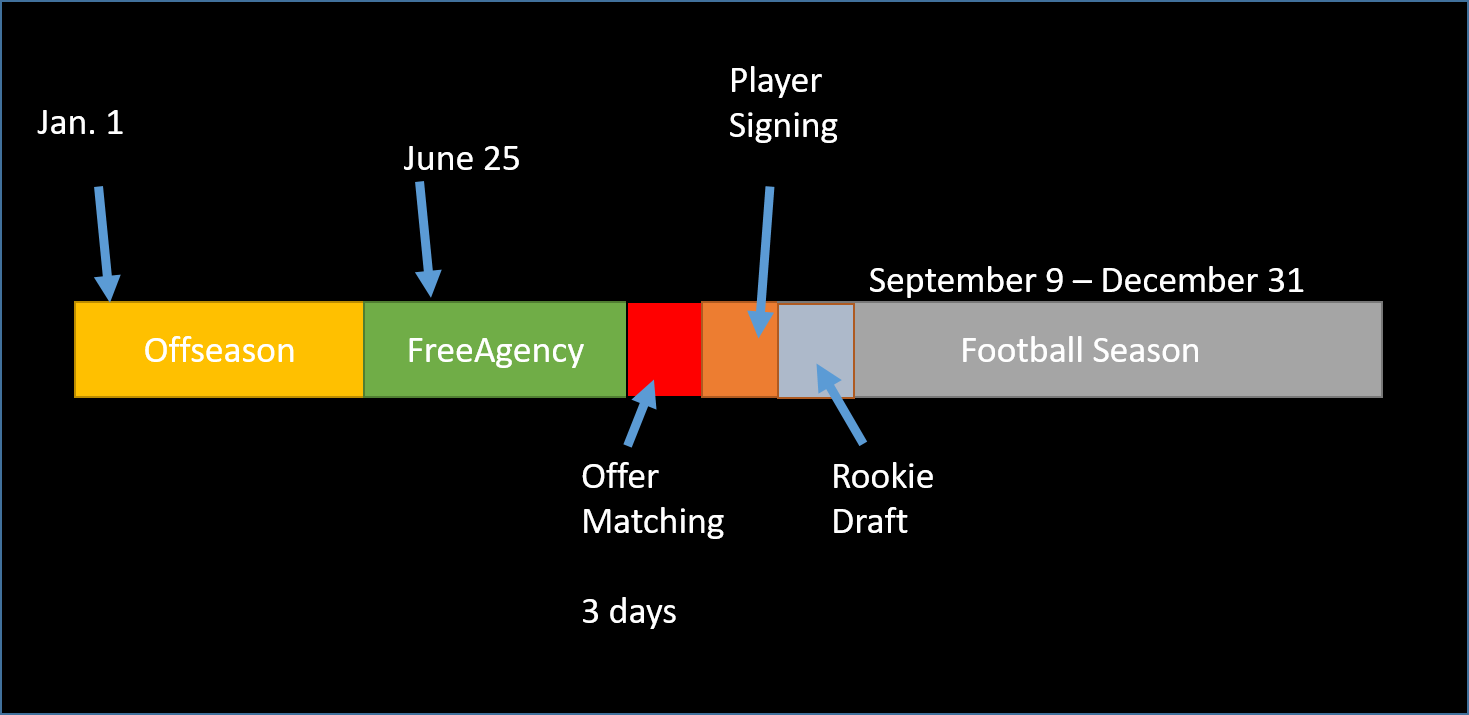 Jan. 1
June 25
Player
Signing
September 9 – December 31
Offseason
FreeAgency
Football Season
Offer
Matching
3 days
Rookie
Draft